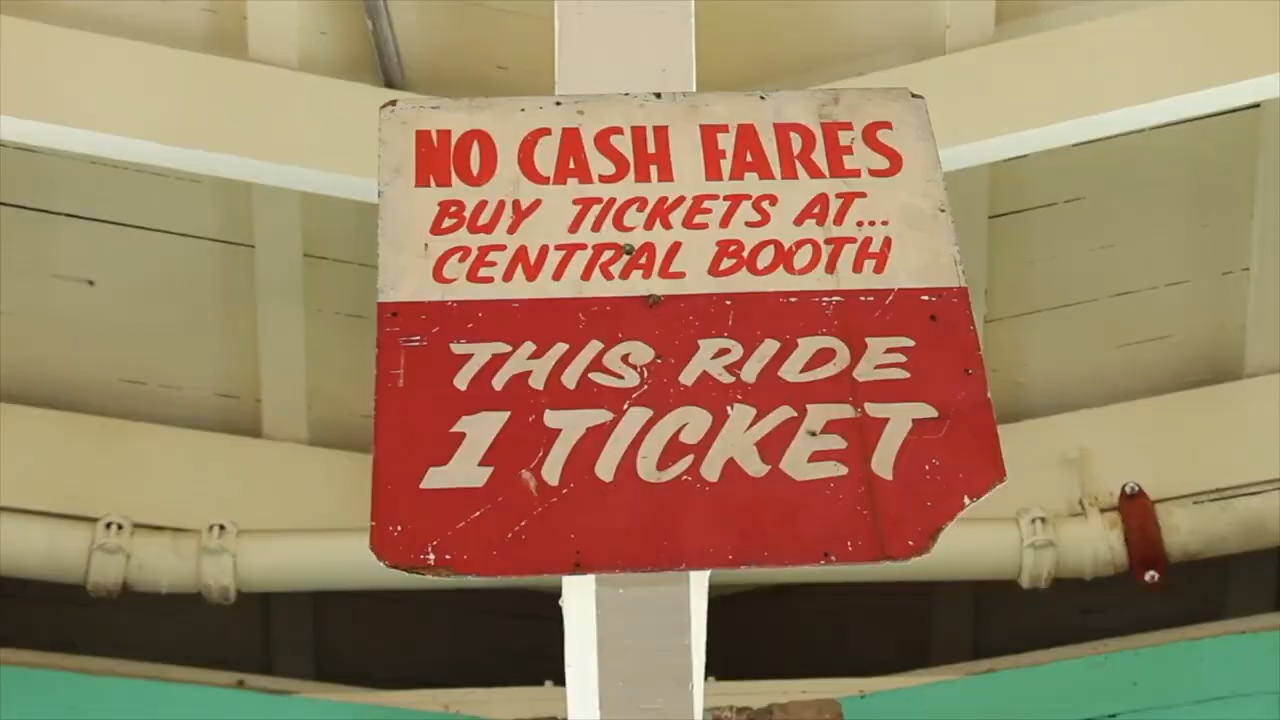 NO CASH FARES
BUY TICKETS AT...
CENTRAL BOOTH
THIS RIDE
1 TICKET